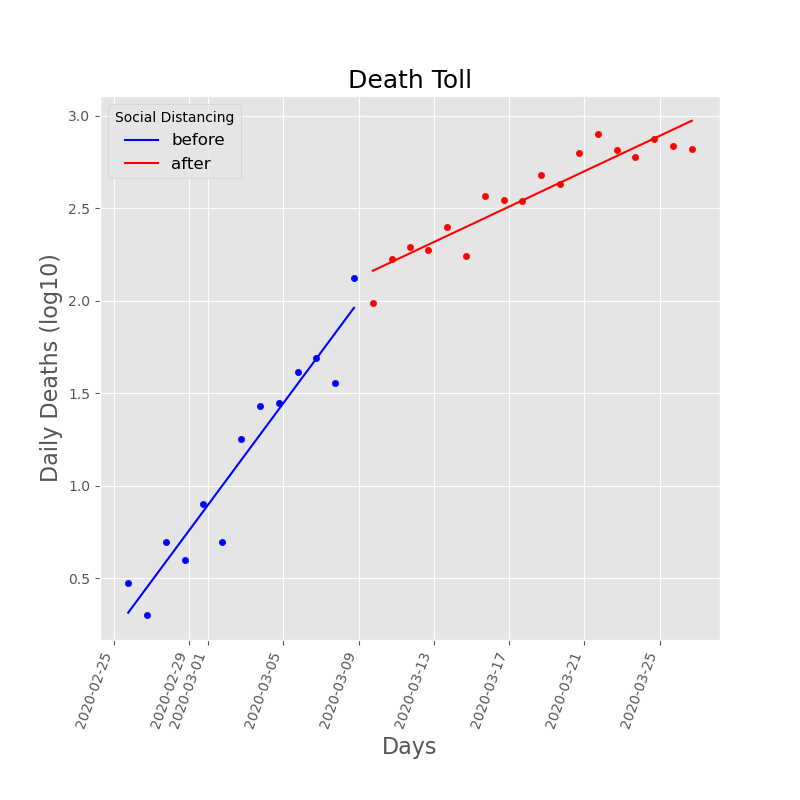 Death Toll
Social Distancing
before
after
Daily Deaths (log10)
3.0
2.5
2.0
1.5
1.0
0.5
2020-02-25
2020-02-29
2020-03-01
2020-03-05
2020-03-09
2020-03-13
2020-03-17
2020-03-21
2020-03-25
Days